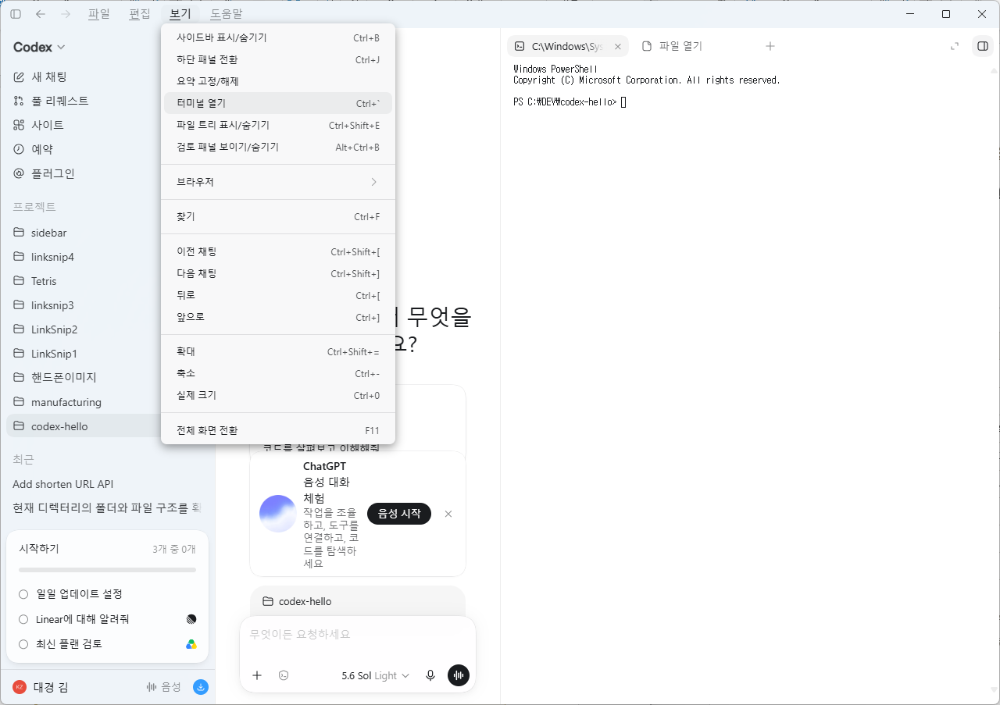 파일 편집 보기 도움말
Codex
새 채팅
풀 리퀘스트
사이트
예약
플러그인
프로젝트
sidebar
linksnip4
Tetris
linksnip3
LinkSnip2
LinkSnip1
핸드폰이미지
manufacturing
codex-hello
최근
Add shorten URL API
현재 디렉터리의 폴더와 파일 구조를 확
시작하기 3개 중 0개
일일 업데이트 설정
Linear에 대해 알려줘
최신 플랜 검토
KZ 대경 김 음성
사이드바 표시/숨기기 Ctrl+B
하단 패널 전환 Ctrl+J
요약 고정/해제
터미널 열기 Ctrl+`
파일 트리 표시/숨기기 Ctrl+Shift+E
검토 패널 보이기/숨기기 Alt+Ctrl+B
브라우저
찾기 Ctrl+F
이전 채팅 Ctrl+Shift+[
다음 채팅 Ctrl+Shift+]
뒤로 Ctrl+[
앞으로 Ctrl+]
확대 Ctrl+Shift+=
축소 Ctrl+-
실제 크기 Ctrl+0
전체 화면 전환 F11
무엇을
요?
코드를 살펴보고 이해해줘
ChatGPT
음성 대화
체험
작업을 조율
하고, 도구를
연결하고, 코
드를 탐색하
세요
음성 시작
codex-hello
무엇이든 요청하세요
5.6 Sol Light
C:\Windows\Sys
파일 열기
Windows PowerShell
Copyright (C) Microsoft Corporation. All rights reserved.
PS C:₩DEV₩codex-hello>